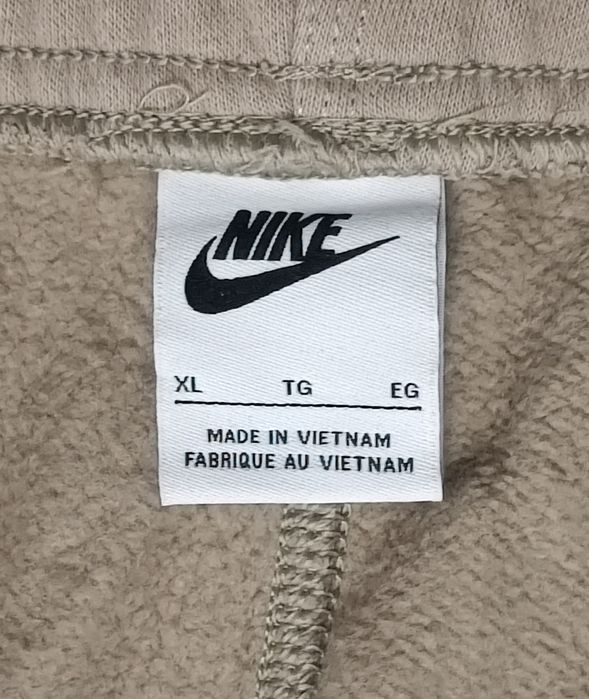 NIKE
XL TG EG
MADE IN VIETNAM
FABRIQUE AU VIETNAM